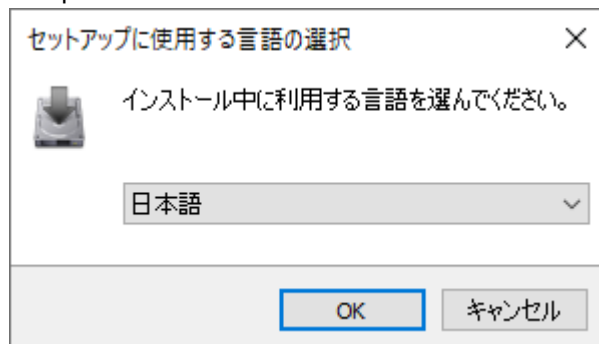 セットアップに使用する言語の選択
インストール中に利用する言語を選んでください。
日本語
OK
キャンセル